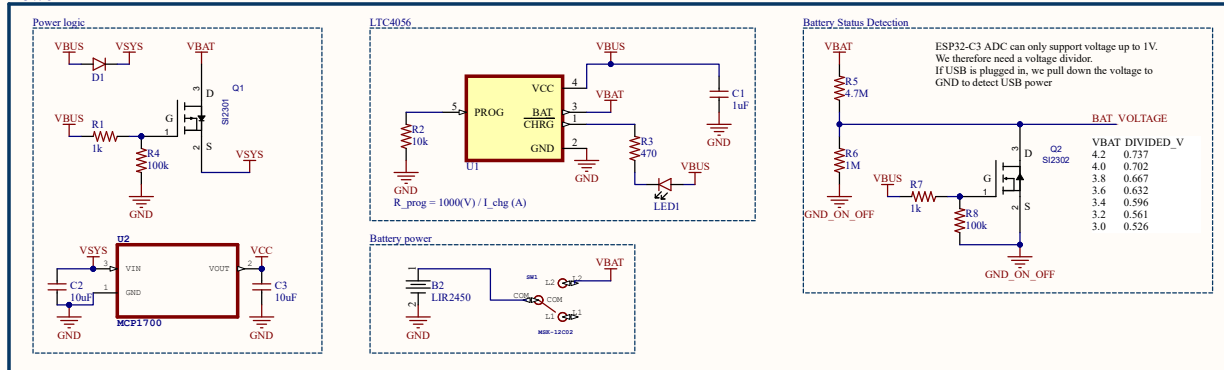 Power logic
VBUS
VSYS
D1
VBAT
3
D
Q1
G
SI2301
VBUS
R1
1k
1
2
S
R4
100k
VSYS
GND
U2
VSYS
3
VIN
VOUT
2
VCC
C2
10uF
1
GND
C3
10uF
GND
MCP1700
GND
LTC4056
VBUS
VCC
4
VBAT
C1
1uF
5
PROG
BAT
3
CHRG
1
R2
10k
R3
470
GND
GND
2
U1
GND
GND
VBUS
LED1
R_prog = 1000(V) / I_chg (A)
Battery power
1
B2
LIR2450
2
GND
SW1
COM
COM
L2
L2
L1
L1
MSK-12C02
VBAT
Battery Status Detection
VBAT
ESP32-C3 ADC can only support voltage up to 1V.
We therefore need a voltage dividor.
If USB is plugged in, we pull down the voltage to
GND to detect USB power
R5
4.7M
BAT_VOLTAGE
R6
1M
GND_ON_OFF
VBUS
R7
1k
3
D
Q2
SI2302
G
1
2
S
R8
100k
GND_ON_OFF
VBAT DIVIDED_V
4.2 0.737
4.0 0.702
3.8 0.667
3.6 0.632
3.4 0.596
3.2 0.561
3.0 0.526